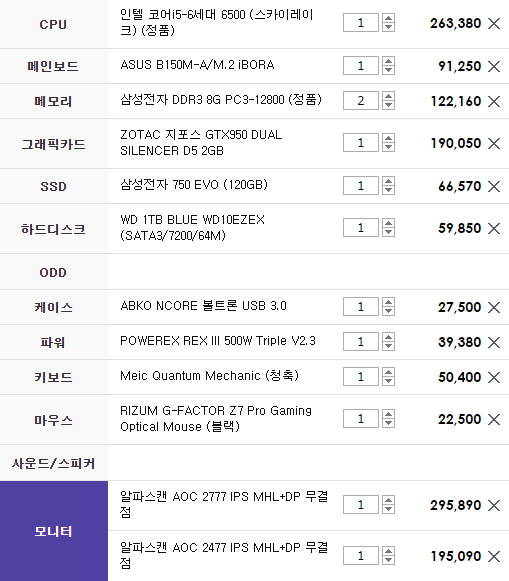 CPU
인텔 코어i5-6세대 6500 (스카이레이
크) (정품)
1
263,380
메인보드
ASUS B150M-A/M.2 iBORA
1
91,250
메모리
삼성전자 DDR3 8G PC3-12800 (정품)
2
122,160
그래픽카드
ZOTAC 지포스 GTX950 DUAL
SILENCER D5 2GB
1
190,050
SSD
삼성전자 750 EVO (120GB)
1
66,570
하드디스크
WD 1TB BLUE WD10EZEX
(SATA3/7200/64M)
1
59,850
ODD
케이스
ABKO NCORE 볼트론 USB 3.0
1
27,500
파워
POWEREX REX III 500W Triple V2.3
1
39,380
키보드
Meic Quantum Mechanic (청축)
1
50,400
마우스
RIZUM G-FACTOR Z7 Pro Gaming
Optical Mouse (블랙)
1
22,500
사운드/스피커
모니터
알파스캔 AOC 2777 IPS MHL+DP 무결
점
1
295,890
알파스캔 AOC 2477 IPS MHL+DP 무결
점
1
195,090